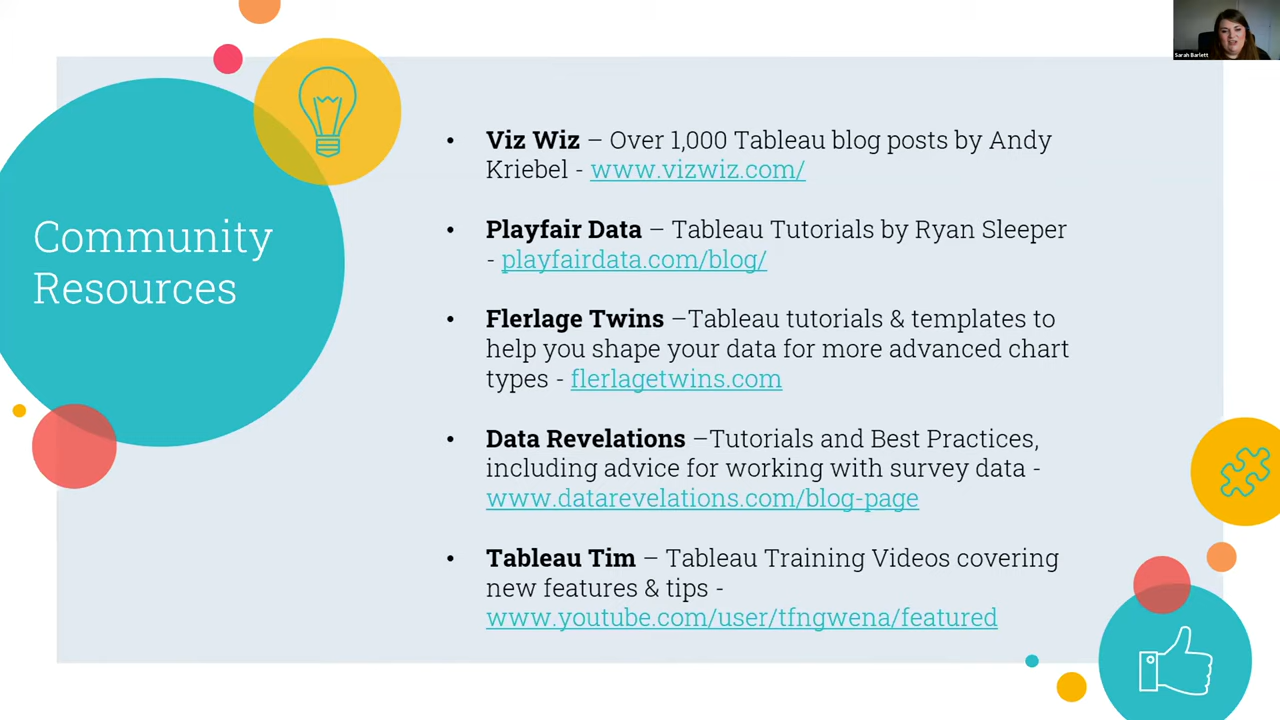 Sarah Barlett
Community
Resources
• Viz Wiz – Over 1,000 Tableau blog posts by Andy
Kriebel - www.vizwiz.com/
• Playfair Data – Tableau Tutorials by Ryan Sleeper
- playfairdata.com/blog/
• Flerlage Twins –Tableau tutorials & templates to
help you shape your data for more advanced chart
types - flerlagetwins.com
• Data Revelations –Tutorials and Best Practices,
including advice for working with survey data -
www.datarevelations.com/blog-page
• Tableau Tim – Tableau Training Videos covering
new features & tips -
www.youtube.com/user/tfngwena/featured